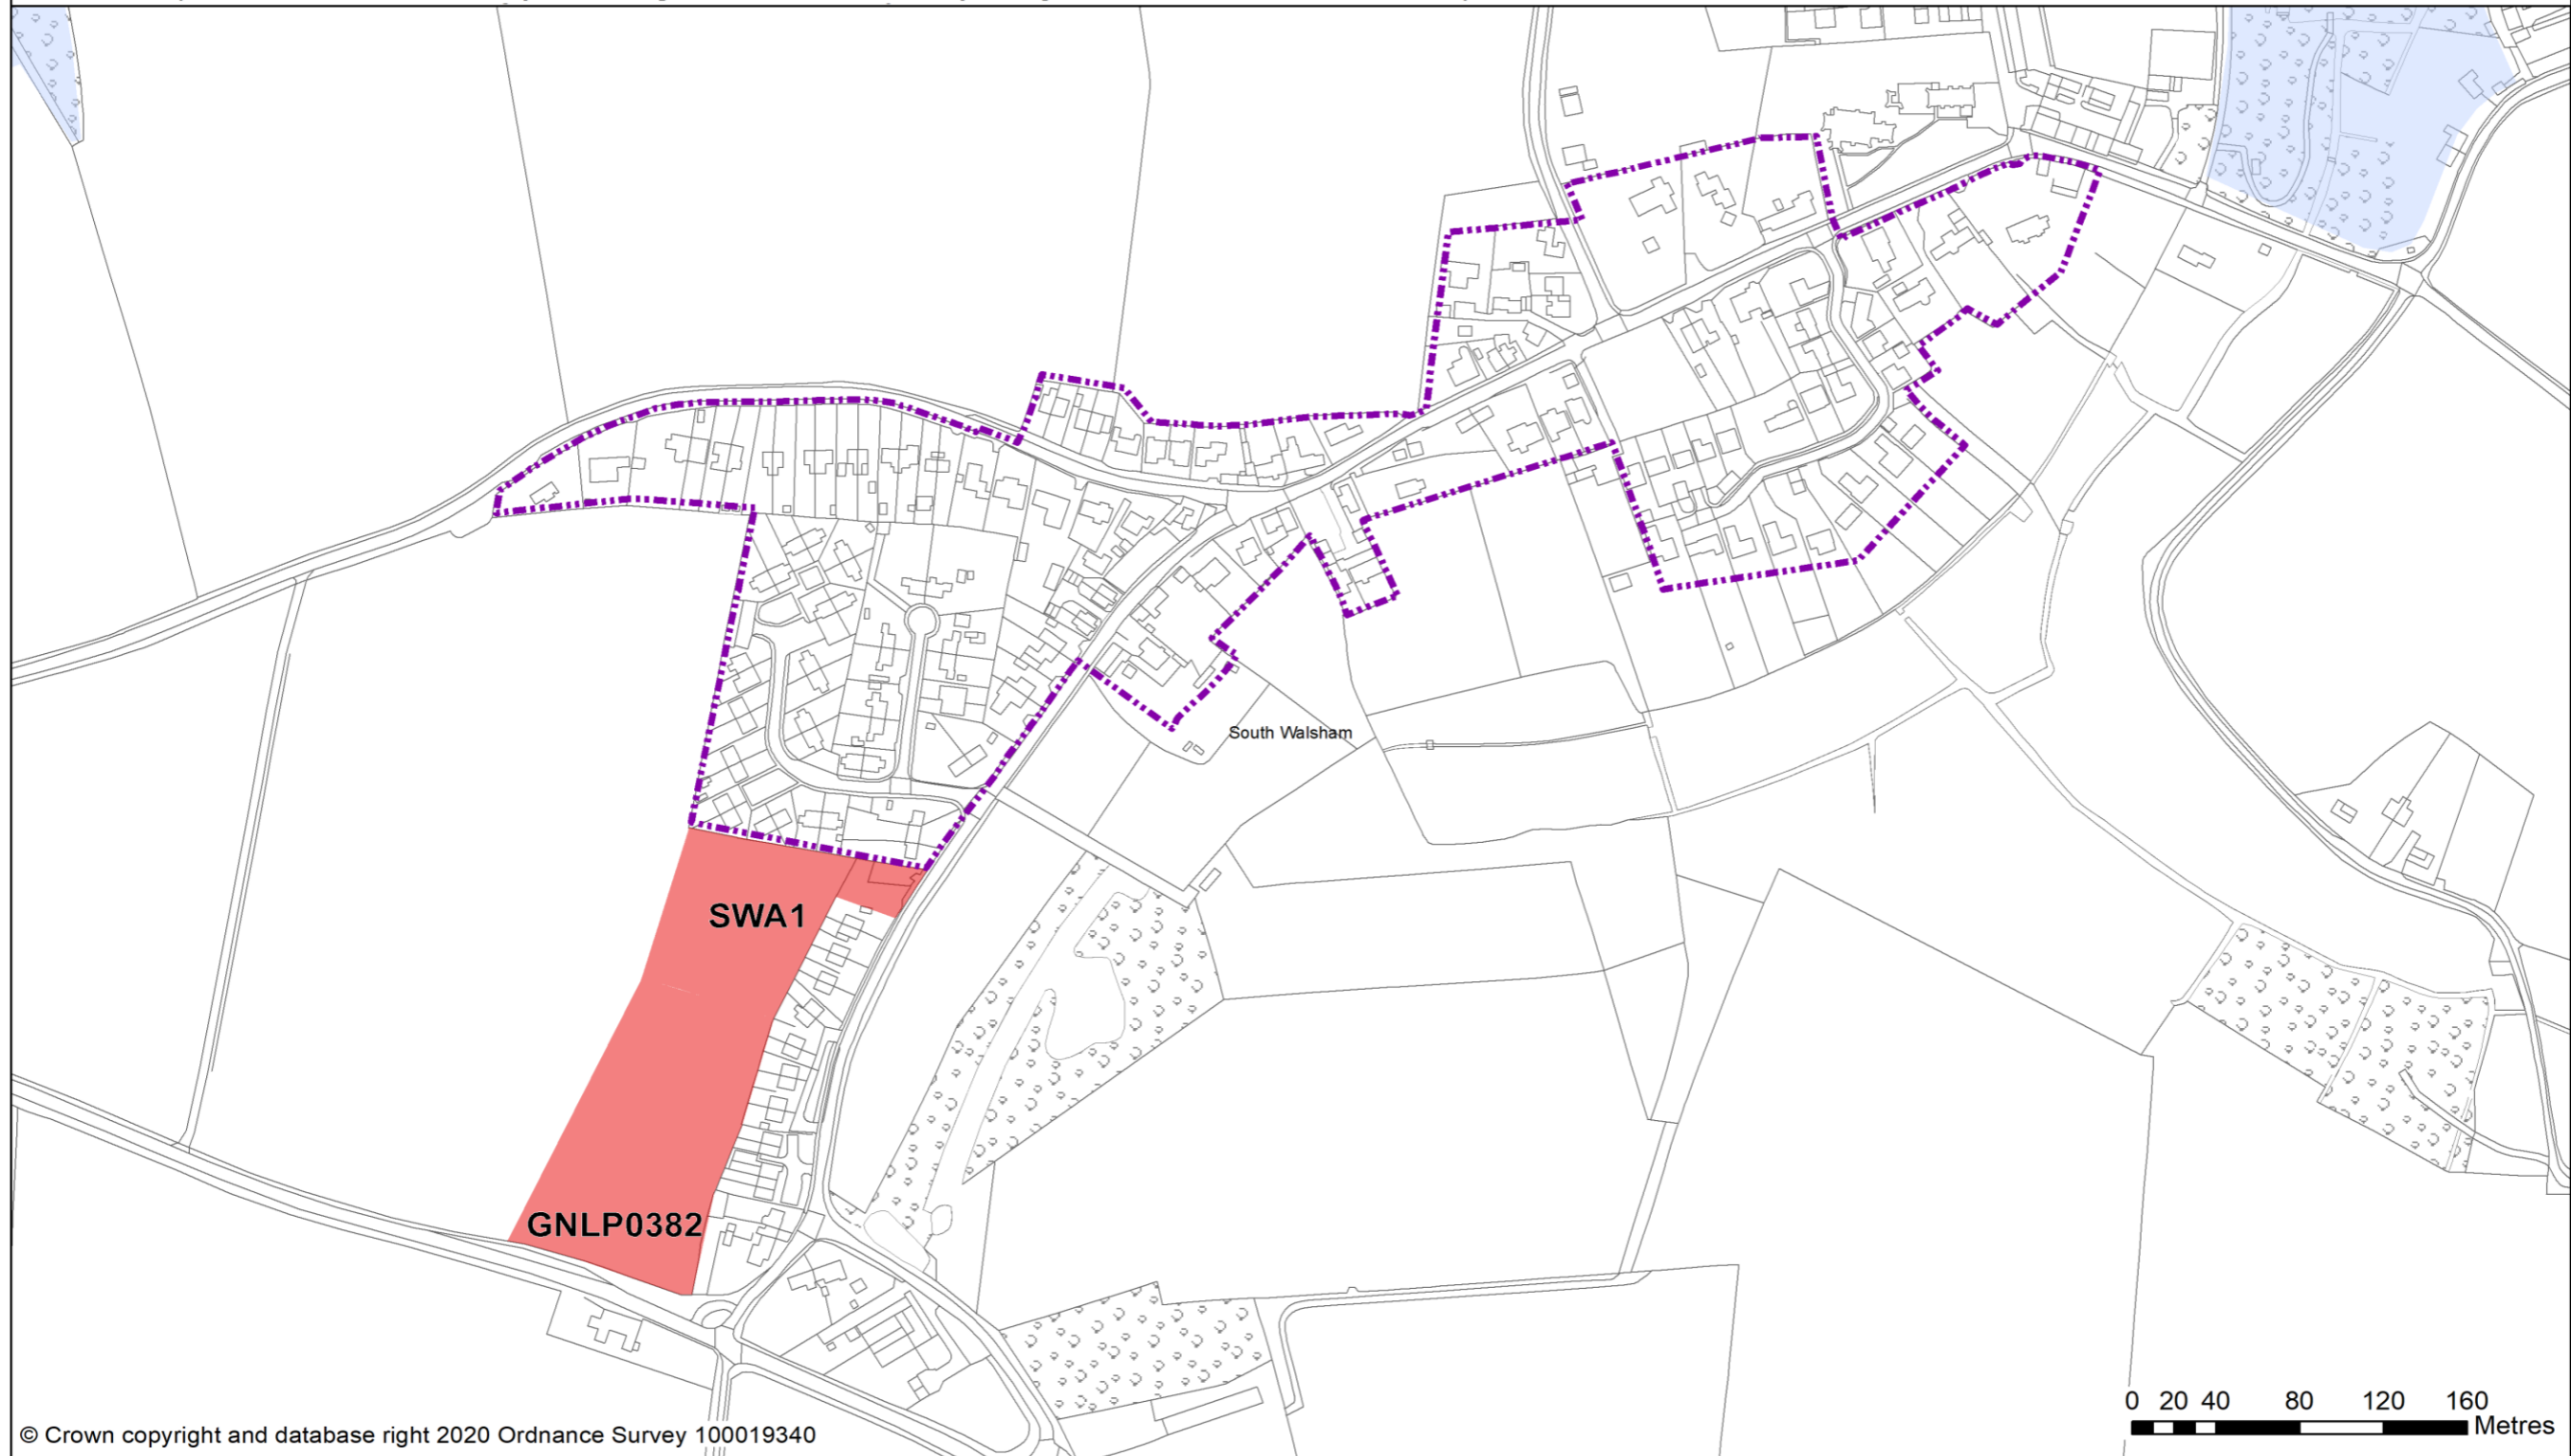 South Walsham
SWA1
GNLP0382
0 20 40 80 120 160
Metres
© Crown copyright and database right 2020 Ordnance Survey 100019340